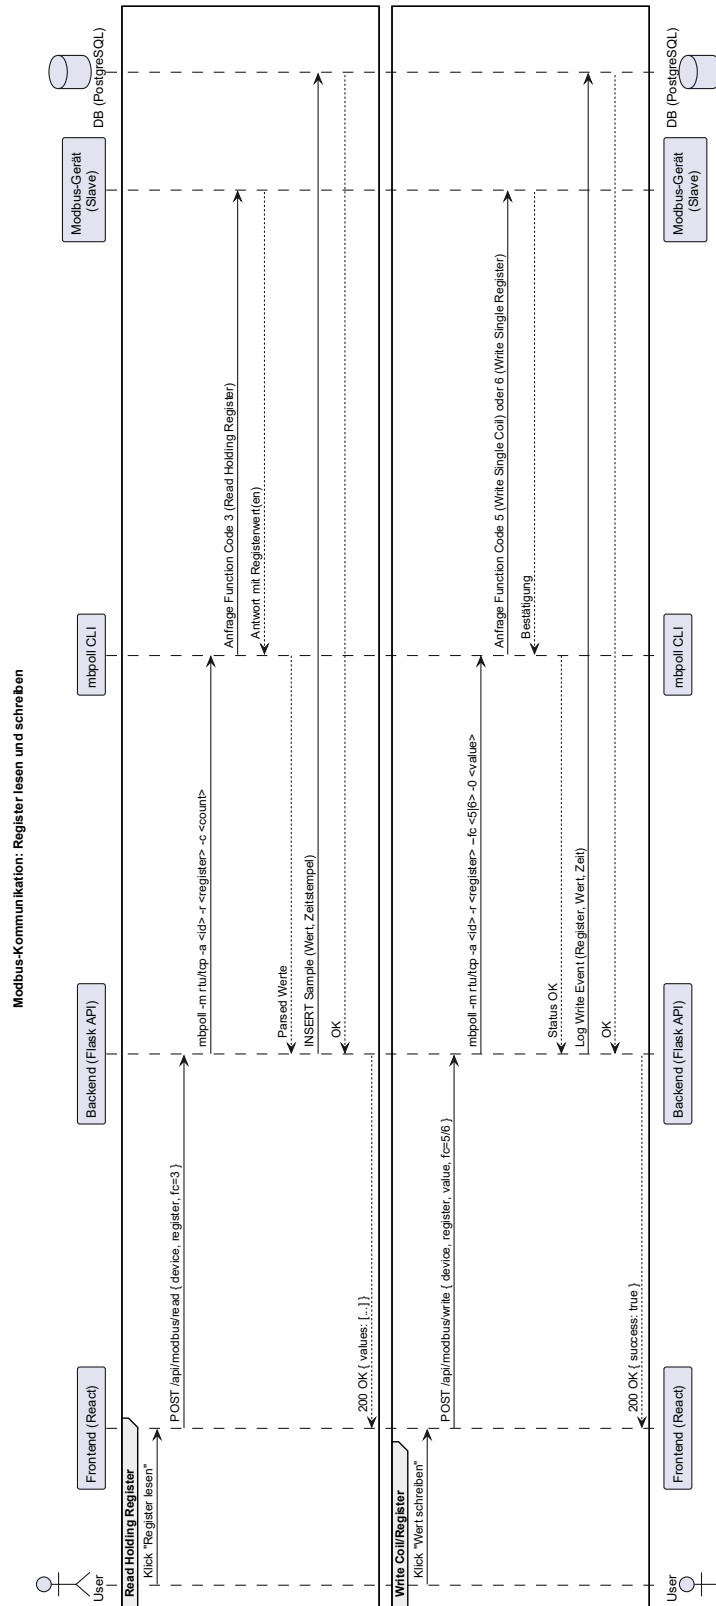 Modbus-Kommunikation: Register lesen und schreiben
User
Frontend (React)
Backend (Flask API)
mbpoll CLI
Modbus-Gerät
(Slave)
DB (PostgreSQL)
Read Holding Register
Klick "Register lesen"
POST /api/modbus/read { device, register, fc=3 }
mbpoll -m rtu/tcp -a <id> -r <register> -c <count>
Anfrage Function Code 3 (Read Holding Register)
Antwort mit Registerwert(en)
Parsed Werte
INSERT Sample (Wert, Zeitstempel)
OK
200 OK { values: [...] }
Write Coil/Register
Klick "Wert schreiben"
POST /api/modbus/write { device, register, value, fc=5/6 }
mbpoll -m rtu/tcp -a <id> -r <register> --fc <5|6> -0 <value>
Anfrage Function Code 5 (Write Single Coil) oder 6 (Write Single Register)
Bestätigung
Status OK
Log Write Event (Register, Wert, Zeit)
OK
200 OK { success: true }
User
Frontend (React)
Backend (Flask API)
mbpoll CLI
Modbus-Gerät
(Slave)
DB (PostgreSQL)